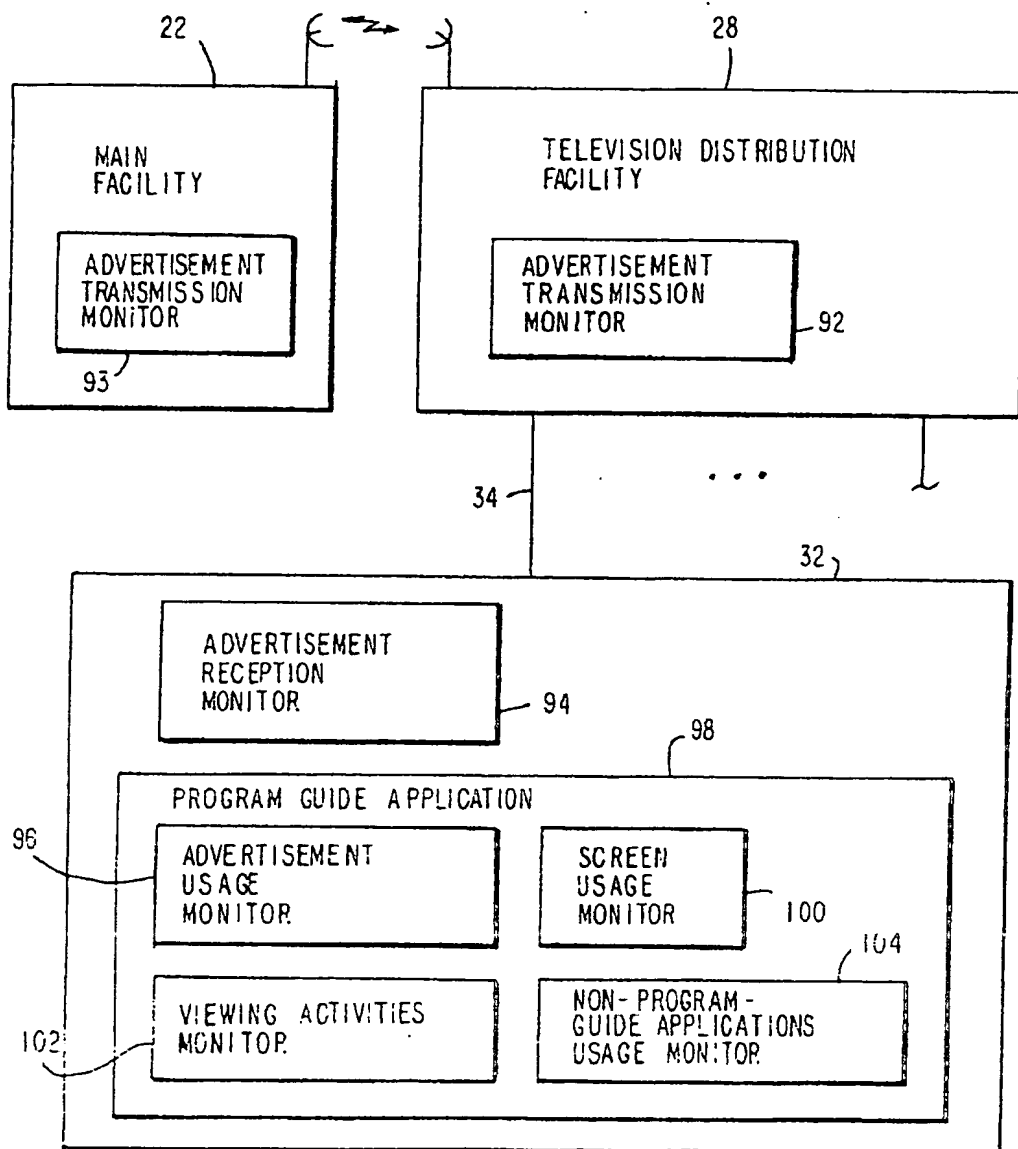 22
28
MAIN
FACILITY
TELEVISION DISTRIBUTION
FACILITY
ADVERTISEMENT
TRANSMISSION
MONITOR
93
ADVERTISEMENT
TRANSMISSION
MONITOR
92
34
...
32
ADVERTISEMENT
RECEPTION
MONITOR
94
98
PROGRAM GUIDE APPLICATION
96
ADVERTISEMENT
USAGE
MONITOR
SCREEN
USAGE
MONITOR
100
104
VIEWING ACTIVITIES
MONITOR
102
NON-PROGRAM-
GUIDE APPLICATIONS
USAGE MONITOR